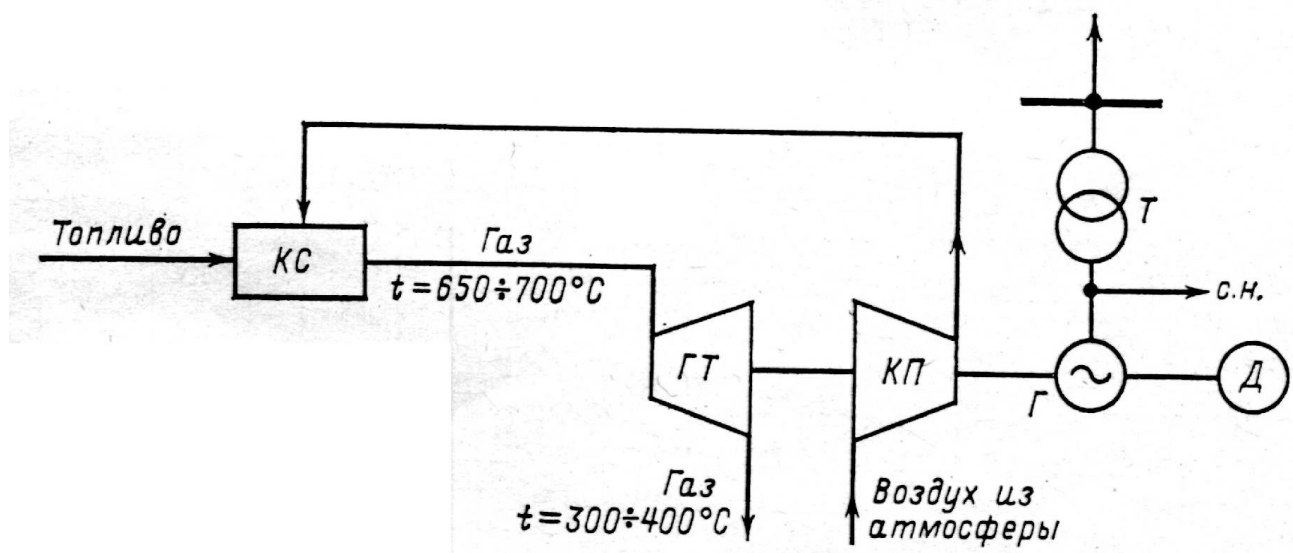 Топливо
КС
Газ
t=650÷700°C
ГТ
КП
Г
Д
Т
с.н.
Газ
t=300÷400°C
Воздух из
атмосферы